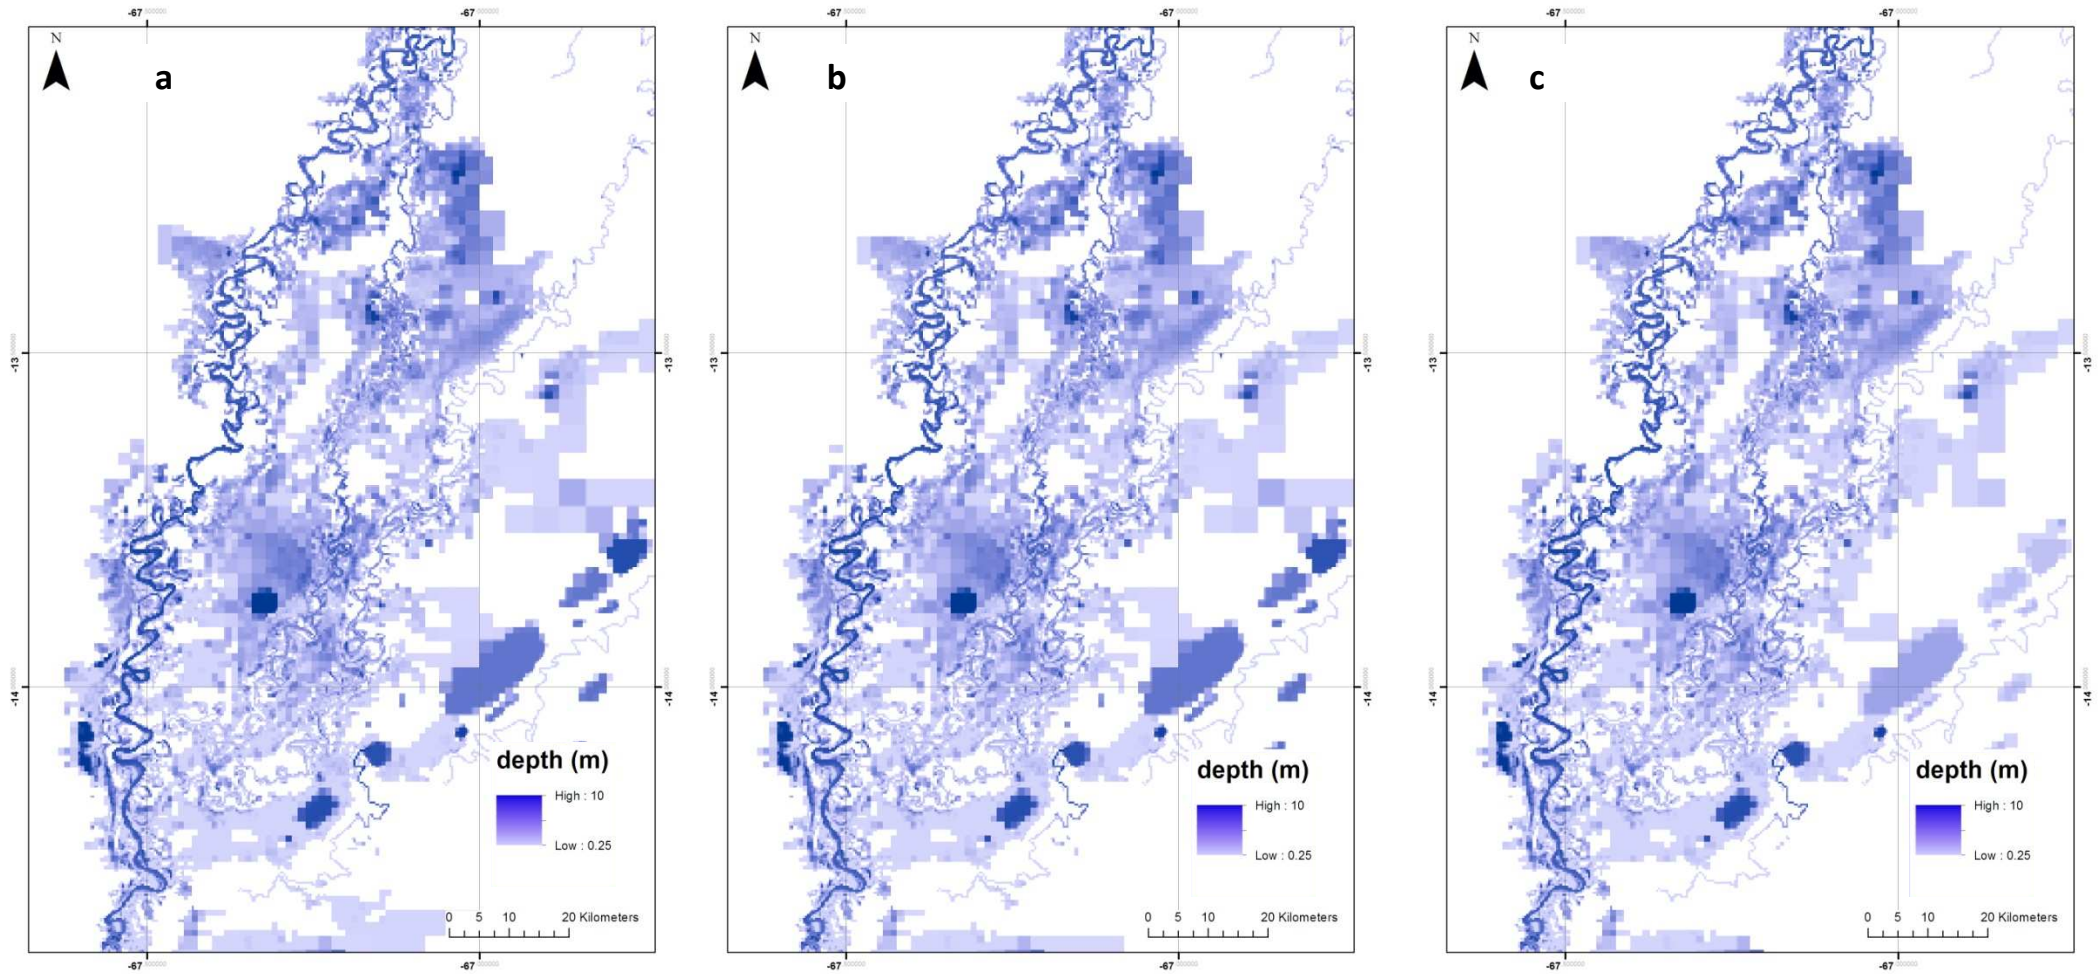 -67 -67 -67 -67 -67 -67
N a N b N c
-13 -13 -13 -13 -13 -13
-14 -14 -14 -14 -14 -14
depth (m)
High : 10
Low : 0.25
0 5 10 20 Kilometers
depth (m)
High : 10
Low : 0.25
0 5 10 20 Kilometers
depth (m)
High : 10
Low : 0.25
0 5 10 20 Kilometers
-67 -67 -67 -67 -67 -67